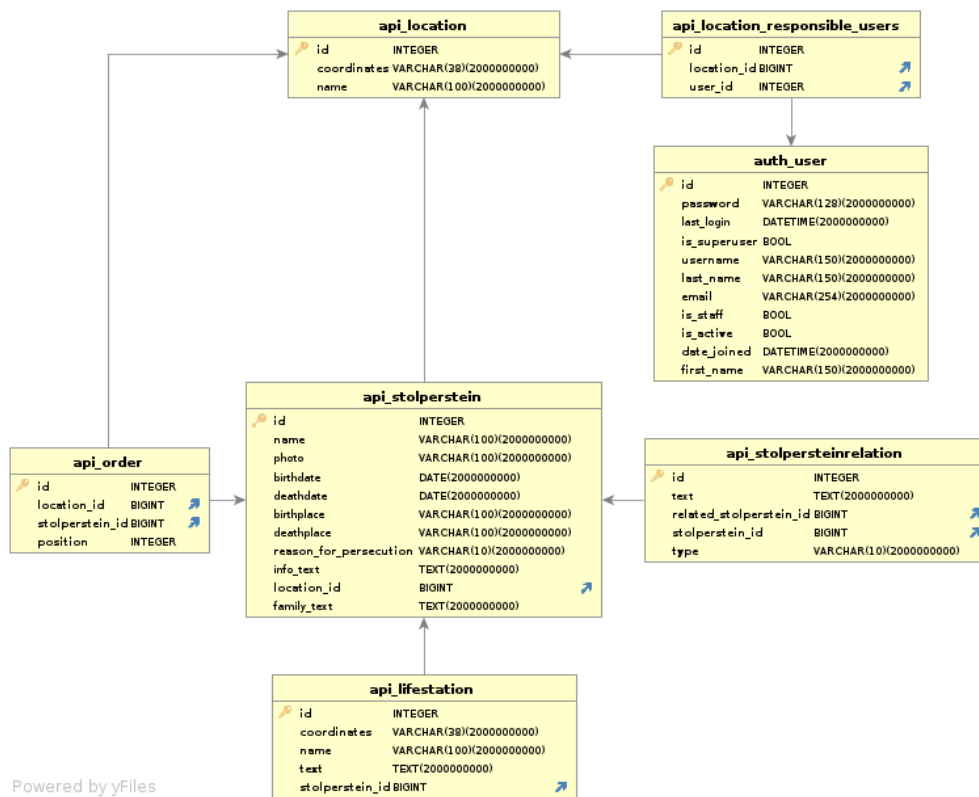 api_location
id INTEGER
coordinates VARCHAR(38)(2000000000)
name VARCHAR(100)(2000000000)
api_location_responsible_users
id INTEGER
location_id BIGINT
user_id INTEGER
auth_user
id INTEGER
password VARCHAR(128)(2000000000)
last_login DATETIME(2000000000)
is_superuser BOOL
username VARCHAR(150)(2000000000)
last_name VARCHAR(150)(2000000000)
email VARCHAR(254)(2000000000)
is_staff BOOL
is_active BOOL
date_joined DATETIME(2000000000)
first_name VARCHAR(150)(2000000000)
api_stolperstein
id INTEGER
name VARCHAR(100)(2000000000)
photo VARCHAR(100)(2000000000)
birthdate DATE(2000000000)
deathdate DATE(2000000000)
birthplace VARCHAR(100)(2000000000)
deathplace VARCHAR(100)(2000000000)
reason_for_persecution VARCHAR(10)(2000000000)
info_text TEXT(2000000000)
location_id BIGINT
family_text TEXT(2000000000)
api_order
id INTEGER
location_id BIGINT
stolperstein_id BIGINT
position INTEGER
api_stolpersteinrelation
id INTEGER
text TEXT(2000000000)
related_stolperstein_id BIGINT
stolperstein_id BIGINT
type VARCHAR(10)(2000000000)
api_lifestation
id INTEGER
coordinates VARCHAR(38)(2000000000)
name VARCHAR(100)(2000000000)
text TEXT(2000000000)
stolperstein_id BIGINT
Powered by yFiles